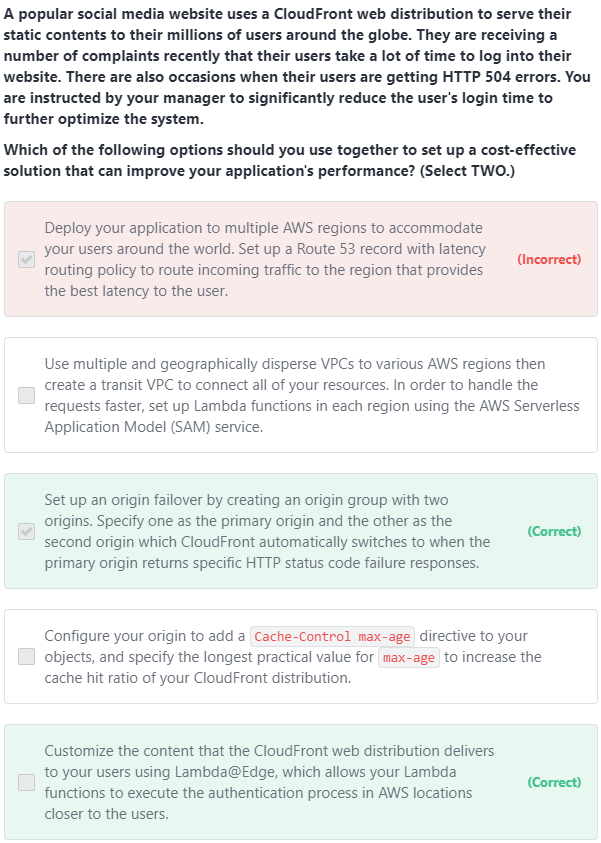 A popular social media website uses a CloudFront web distribution to serve their
static contents to their millions of users around the globe. They are receiving a
number of complaints recently that their users take a lot of time to log into their
website. There are also occasions when their users are getting HTTP 504 errors. You
are instructed by your manager to significantly reduce the user's login time to
further optimize the system.
Which of the following options should you use together to set up a cost-effective
solution that can improve your application's performance? (Select TWO.)
Deploy your application to multiple AWS regions to accommodate
your users around the world. Set up a Route 53 record with latency
routing policy to route incoming traffic to the region that provides
the best latency to the user.
(Incorrect)
Use multiple and geographically disperse VPCs to various AWS regions then
create a transit VPC to connect all of your resources. In order to handle the
requests faster, set up Lambda functions in each region using the AWS Serverless
Application Model (SAM) service.
Set up an origin failover by creating an origin group with two
origins. Specify one as the primary origin and the other as the
second origin which CloudFront automatically switches to when the
primary origin returns specific HTTP status code failure responses.
(Correct)
Configure your origin to add a Cache-Control max-age directive to your
objects, and specify the longest practical value for max-age to increase the
cache hit ratio of your CloudFront distribution.
Customize the content that the CloudFront web distribution delivers
to your users using Lambda@Edge, which allows your Lambda
functions to execute the authentication process in AWS locations
closer to the users.
(Correct)